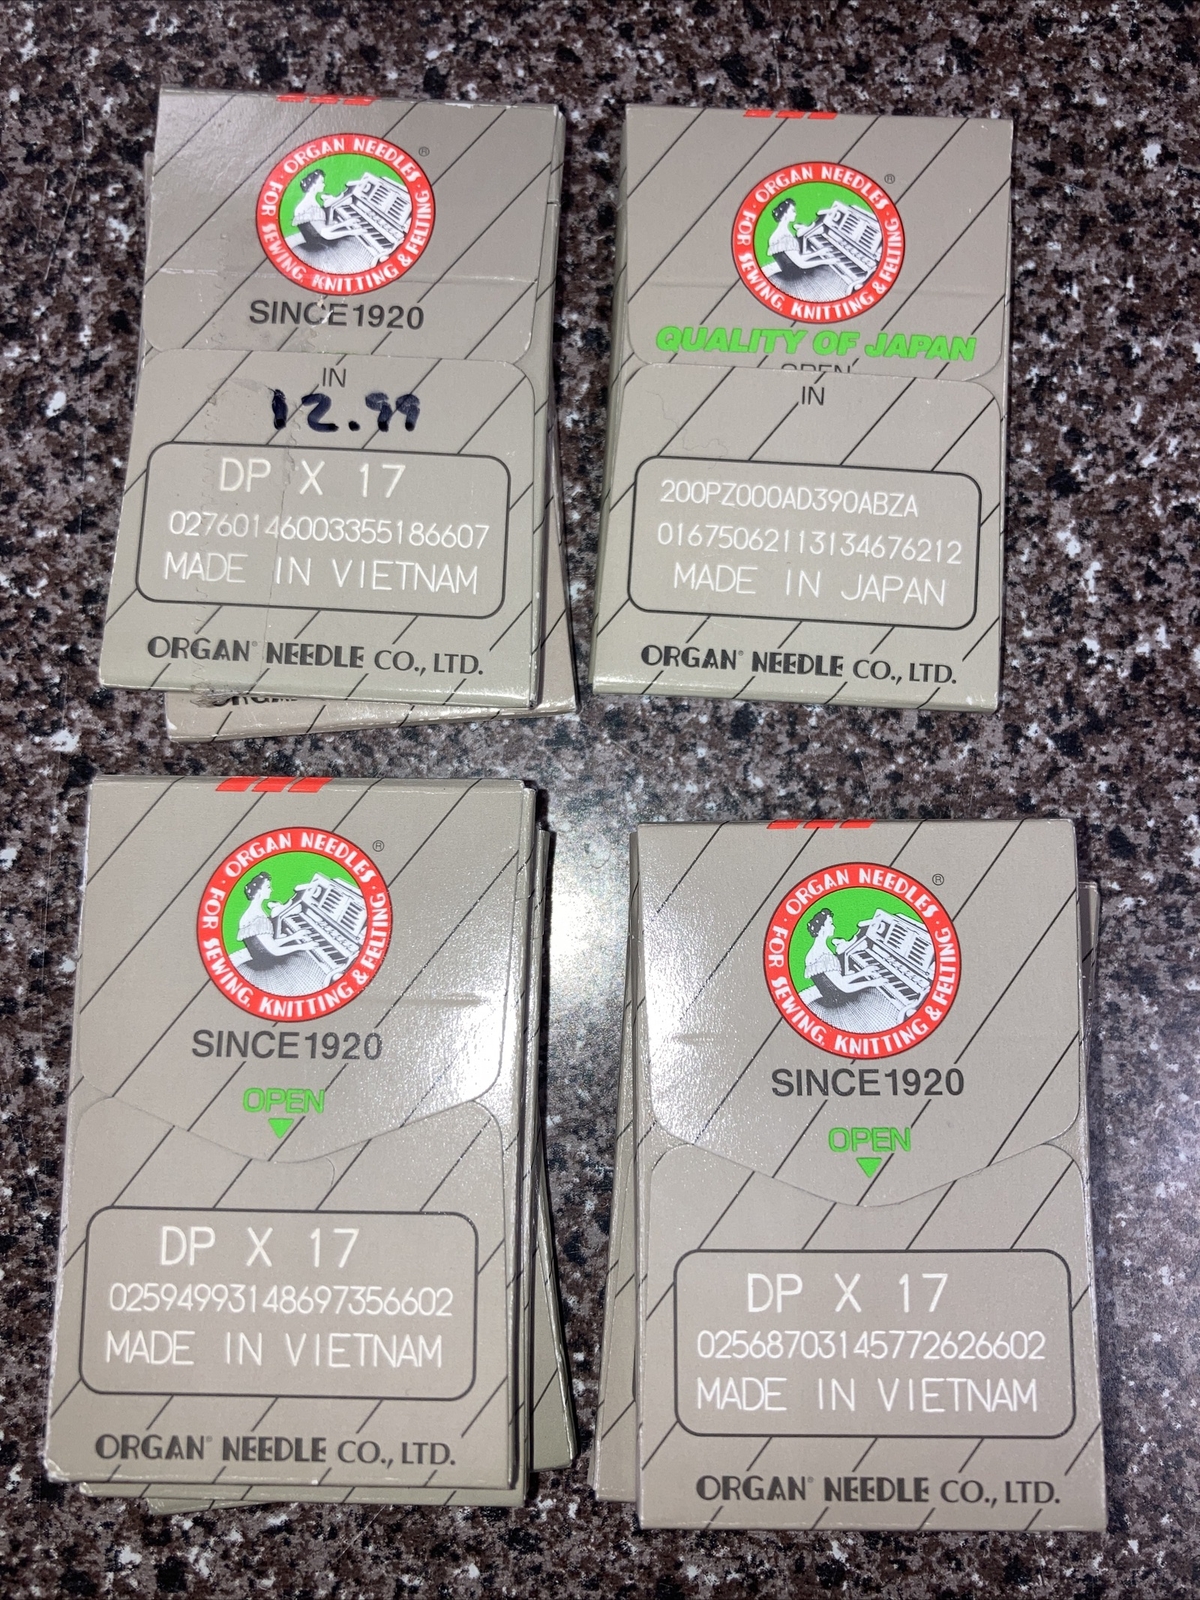 ORGAN NEEDLES
FOR SEWING, KNITTING & FELTING
®
SINCE1920
IN
12.99
DP X 17
02760146003355186607
MADE IN VIETNAM
ORGAN® NEEDLE CO., LTD.
ORGAN NEEDLES
FOR SEWING, KNITTING & FELTING
®
QUALITY OF JAPAN
OPEN
IN
200PZ000AD390ABZA
01675062113134676212
MADE IN JAPAN
ORGAN® NEEDLE CO., LTD.
ORGAN NEEDLES
FOR SEWING, KNITTING & FELTING
®
SINCE1920
OPEN
DP X 17
02594993148697356602
MADE IN VIETNAM
ORGAN® NEEDLE CO., LTD.
ORGAN NEEDLES
FOR SEWING, KNITTING & FELTING
®
SINCE1920
OPEN
DP X 17
02568703145772626602
MADE IN VIETNAM
ORGAN® NEEDLE CO., LTD.